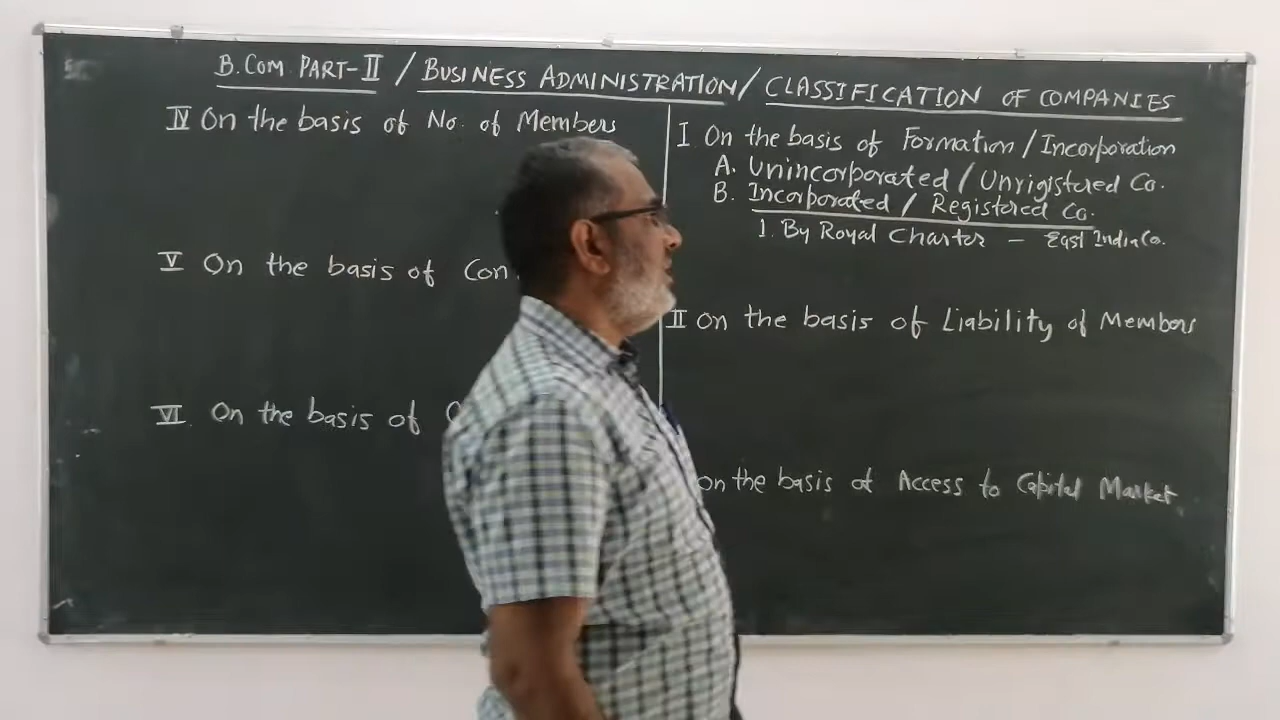 B.COM PART-II / BUSINESS ADMINISTRATION / CLASSIFICATION OF COMPANIES
I On the basis of Formation / Incorporation
A. Unincorporated / Unrigistered Co.
B. Incorporated / Registered Co.
1. By Royal Charter - East India Co.
II On the basis of Liability of Members
on the basis of Access to Capital Market
IV On the basis of No. of Members
V On the basis of Con
VI On the basis of